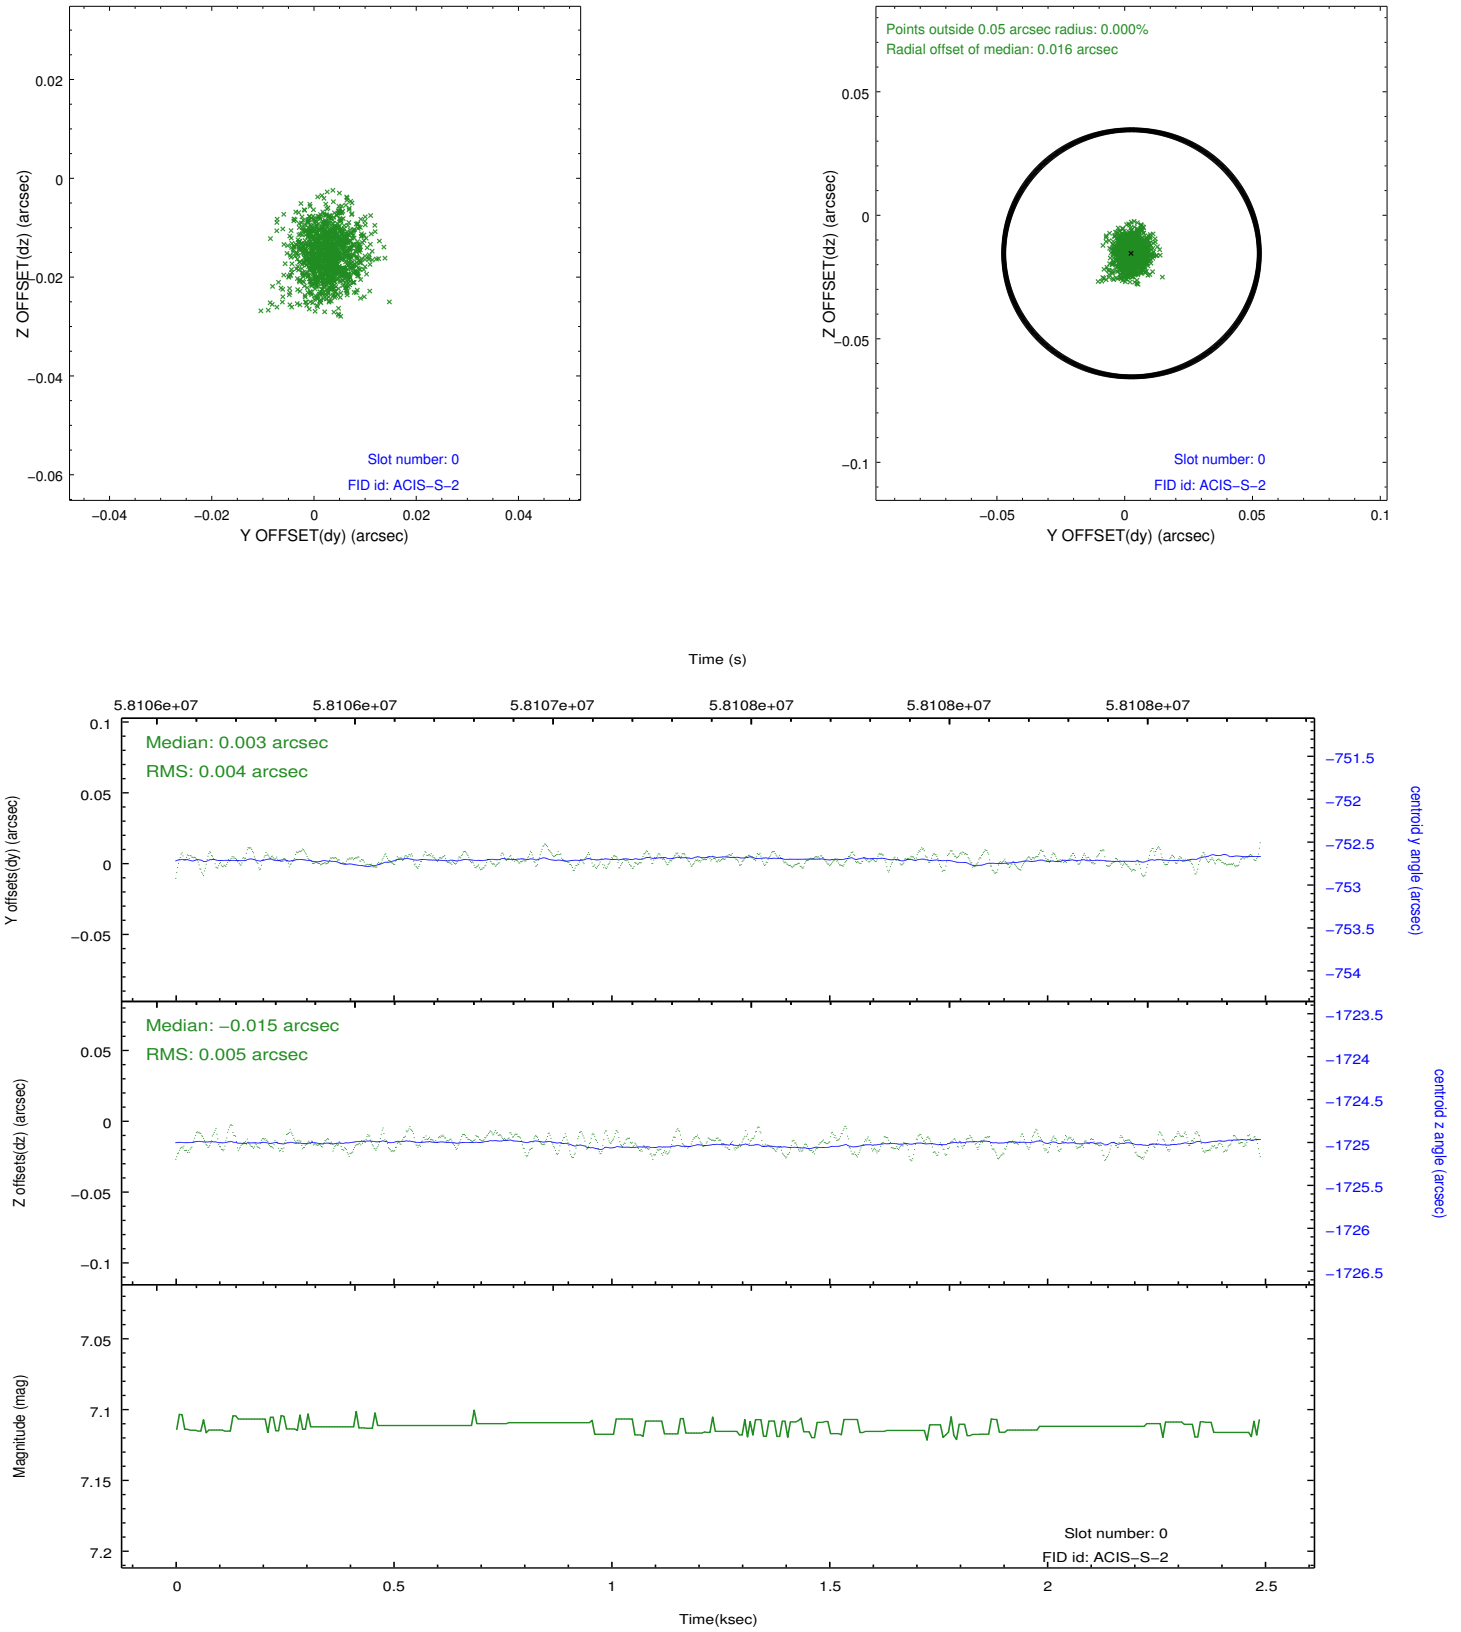 0.02
0
−0.02
−0.04
−0.06
Z OFFSET(dz) (arcsec)
Slot number: 0
FID id: ACIS−S−2
−0.04
−0.02
0
0.02
0.04
Y OFFSET(dy) (arcsec)
Points outside 0.05 arcsec radius: 0.000%
Radial offset of median: 0.016 arcsec
0.05
0
−0.05
−0.1
Z OFFSET(dz) (arcsec)
Slot number: 0
FID id: ACIS−S−2
−0.05
0
0.05
0.1
Y OFFSET(dy) (arcsec)
Time (s)
5.8106e+07
5.8106e+07
5.8107e+07
5.8108e+07
5.8108e+07
5.8108e+07
Median: 0.003 arcsec
RMS: 0.004 arcsec
0.1
0.05
0
−0.05
Y offsets(dy) (arcsec)
−751.5
−752
−752.5
−753
−753.5
−754
centroid y angle (arcsec)
Median: −0.015 arcsec
RMS: 0.005 arcsec
0.05
0
−0.05
−0.1
Z offsets(dz) (arcsec)
−1723.5
−1724
−1724.5
−1725
−1725.5
−1726
−1726.5
centroid z angle (arcsec)
7.05
7.1
7.15
7.2
Magnitude (mag)
Slot number: 0
FID id: ACIS−S−2
0
0.5
1
1.5
2
2.5
Time(ksec)